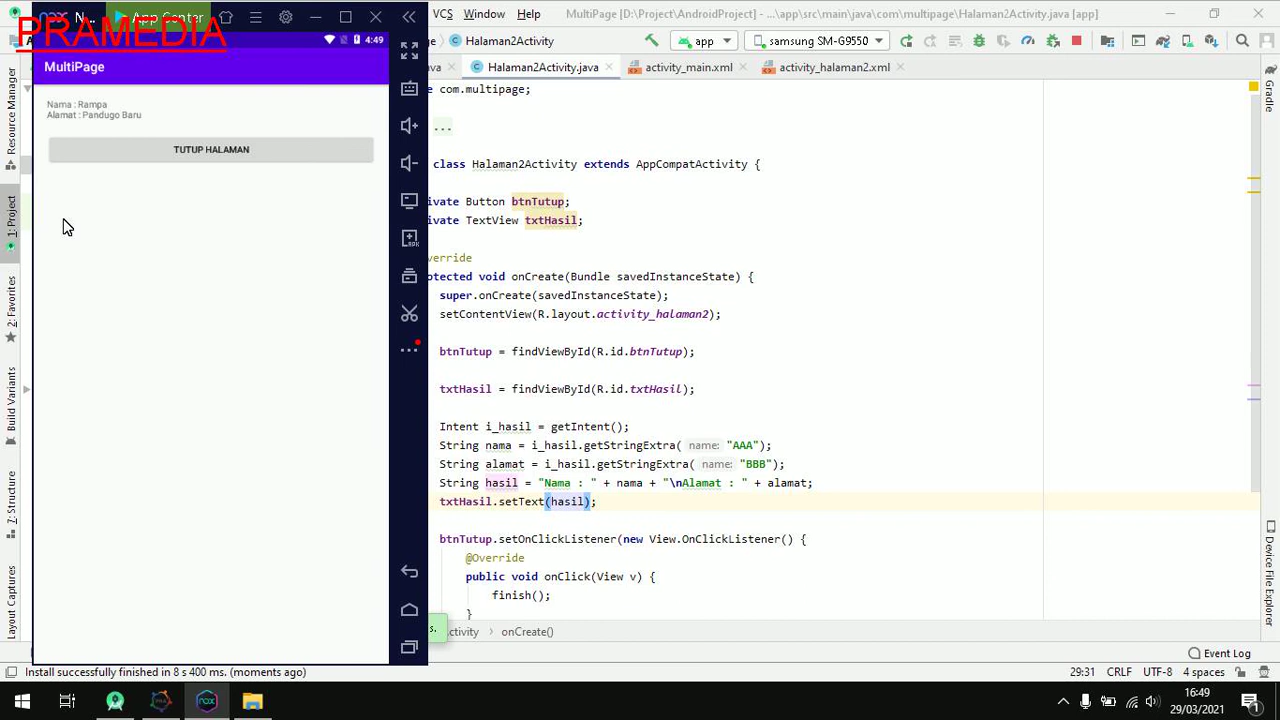 nox N...
App Center
PRAMEDIA
4:49
MultiPage
Nama : Rampa
Alamat : Pandugo Baru
TUTUP HALAMAN
VCS Window MultiPage [D:\Project\AndroidProject] - ...\app\src\main\java\com\multipage\Halaman2Activity.java [app]
Halaman2Activity
app
samsung SM-G9550
Halaman2Activity.java
activity_main.xml
activity_halaman2.xml
Resource Manager
1: Project
2: Favorites
Build Variants
7: Structure
Layout Captures
e com.multipage;
...
class Halaman2Activity extends AppCompatActivity {
ivate Button btnTutup;
ivate TextView txtHasil;
erride
otected void onCreate(Bundle savedInstanceState) {
super.onCreate(savedInstanceState);
setContentView(R.layout.activity_halaman2);
btnTutup = findViewById(R.id.btnTutup);
txtHasil = findViewById(R.id.txtHasil);
Intent i_hasil = getIntent();
String nama = i_hasil.getStringExtra( name: "AAA");
String alamat = i_hasil.getStringExtra( name: "BBB");
String hasil = "Nama : " + nama + "\nAlamat : " + alamat;
txtHasil.setText(hasil);
btnTutup.setOnClickListener(new View.OnClickListener() {
@Override
public void onClick(View v) {
finish();
}
s.
ctivity
onCreate()
Gradle
Device File Explorer
Event Log
Install successfully finished in 8 s 400 ms. (moments ago)
29:31 CRLF UTF-8 4 spaces
16:49
29/03/2021